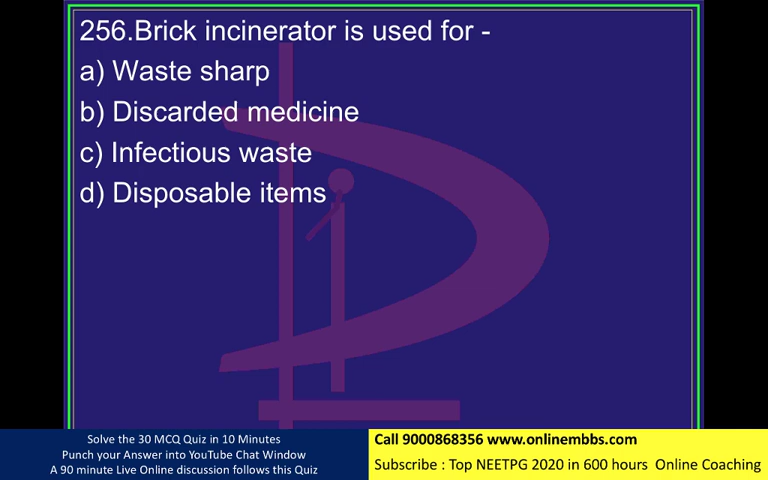 256.Brick incinerator is used for -
a) Waste sharp
b) Discarded medicine
c) Infectious waste
d) Disposable items
Solve the 30 MCQ Quiz in 10 Minutes
Punch your Answer into YouTube Chat Window
A 90 minute Live Online discussion follows this Quiz
Call 9000868356 www.onlinembbs.com
Subscribe : Top NEETPG 2020 in 600 hours Online Coaching